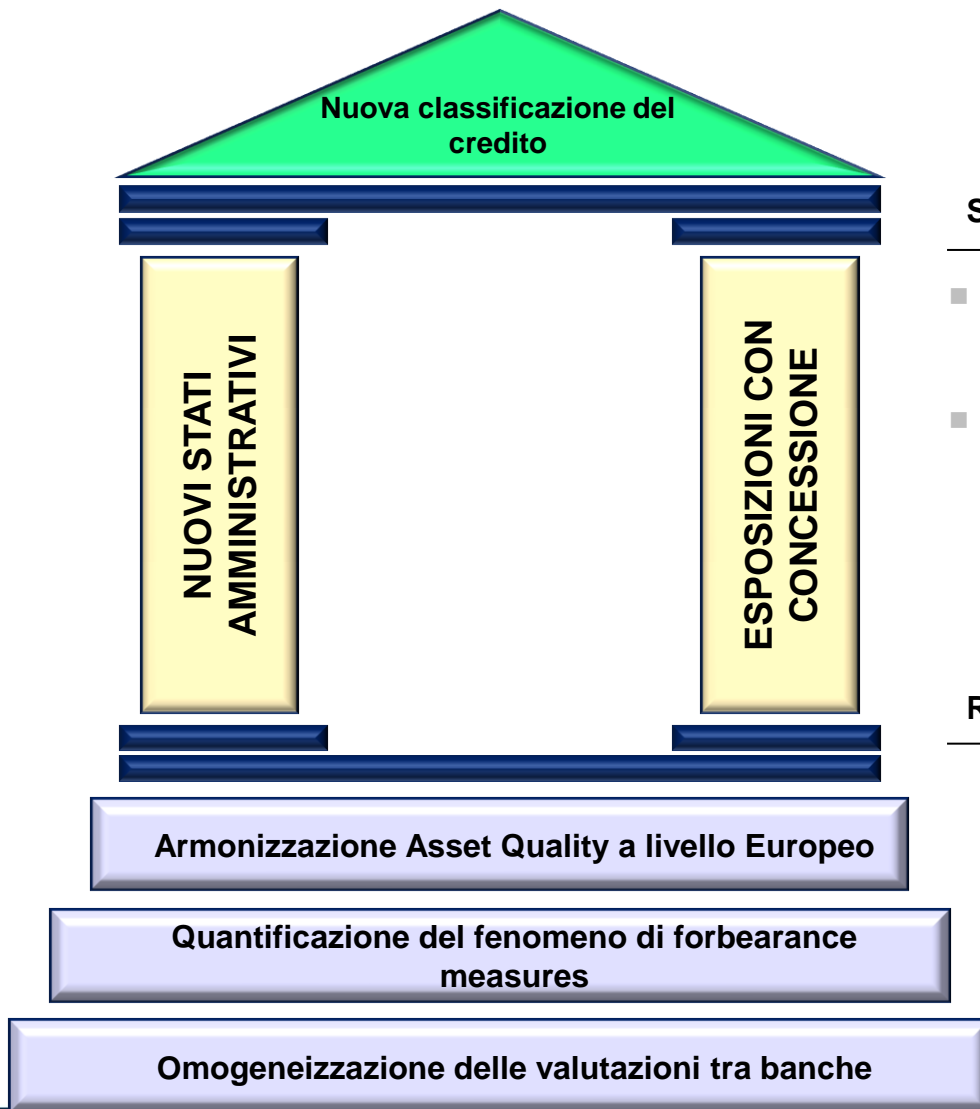 Nuova classificazione del
credito
NUOVI STATI
AMMINISTRATIVI
ESPOSIZIONI CON
CONCESSIONE
S
R
Armonizzazione Asset Quality a livello Europeo
Quantificazione del fenomeno di forbearance
measures
Omogeneizzazione delle valutazioni tra banche